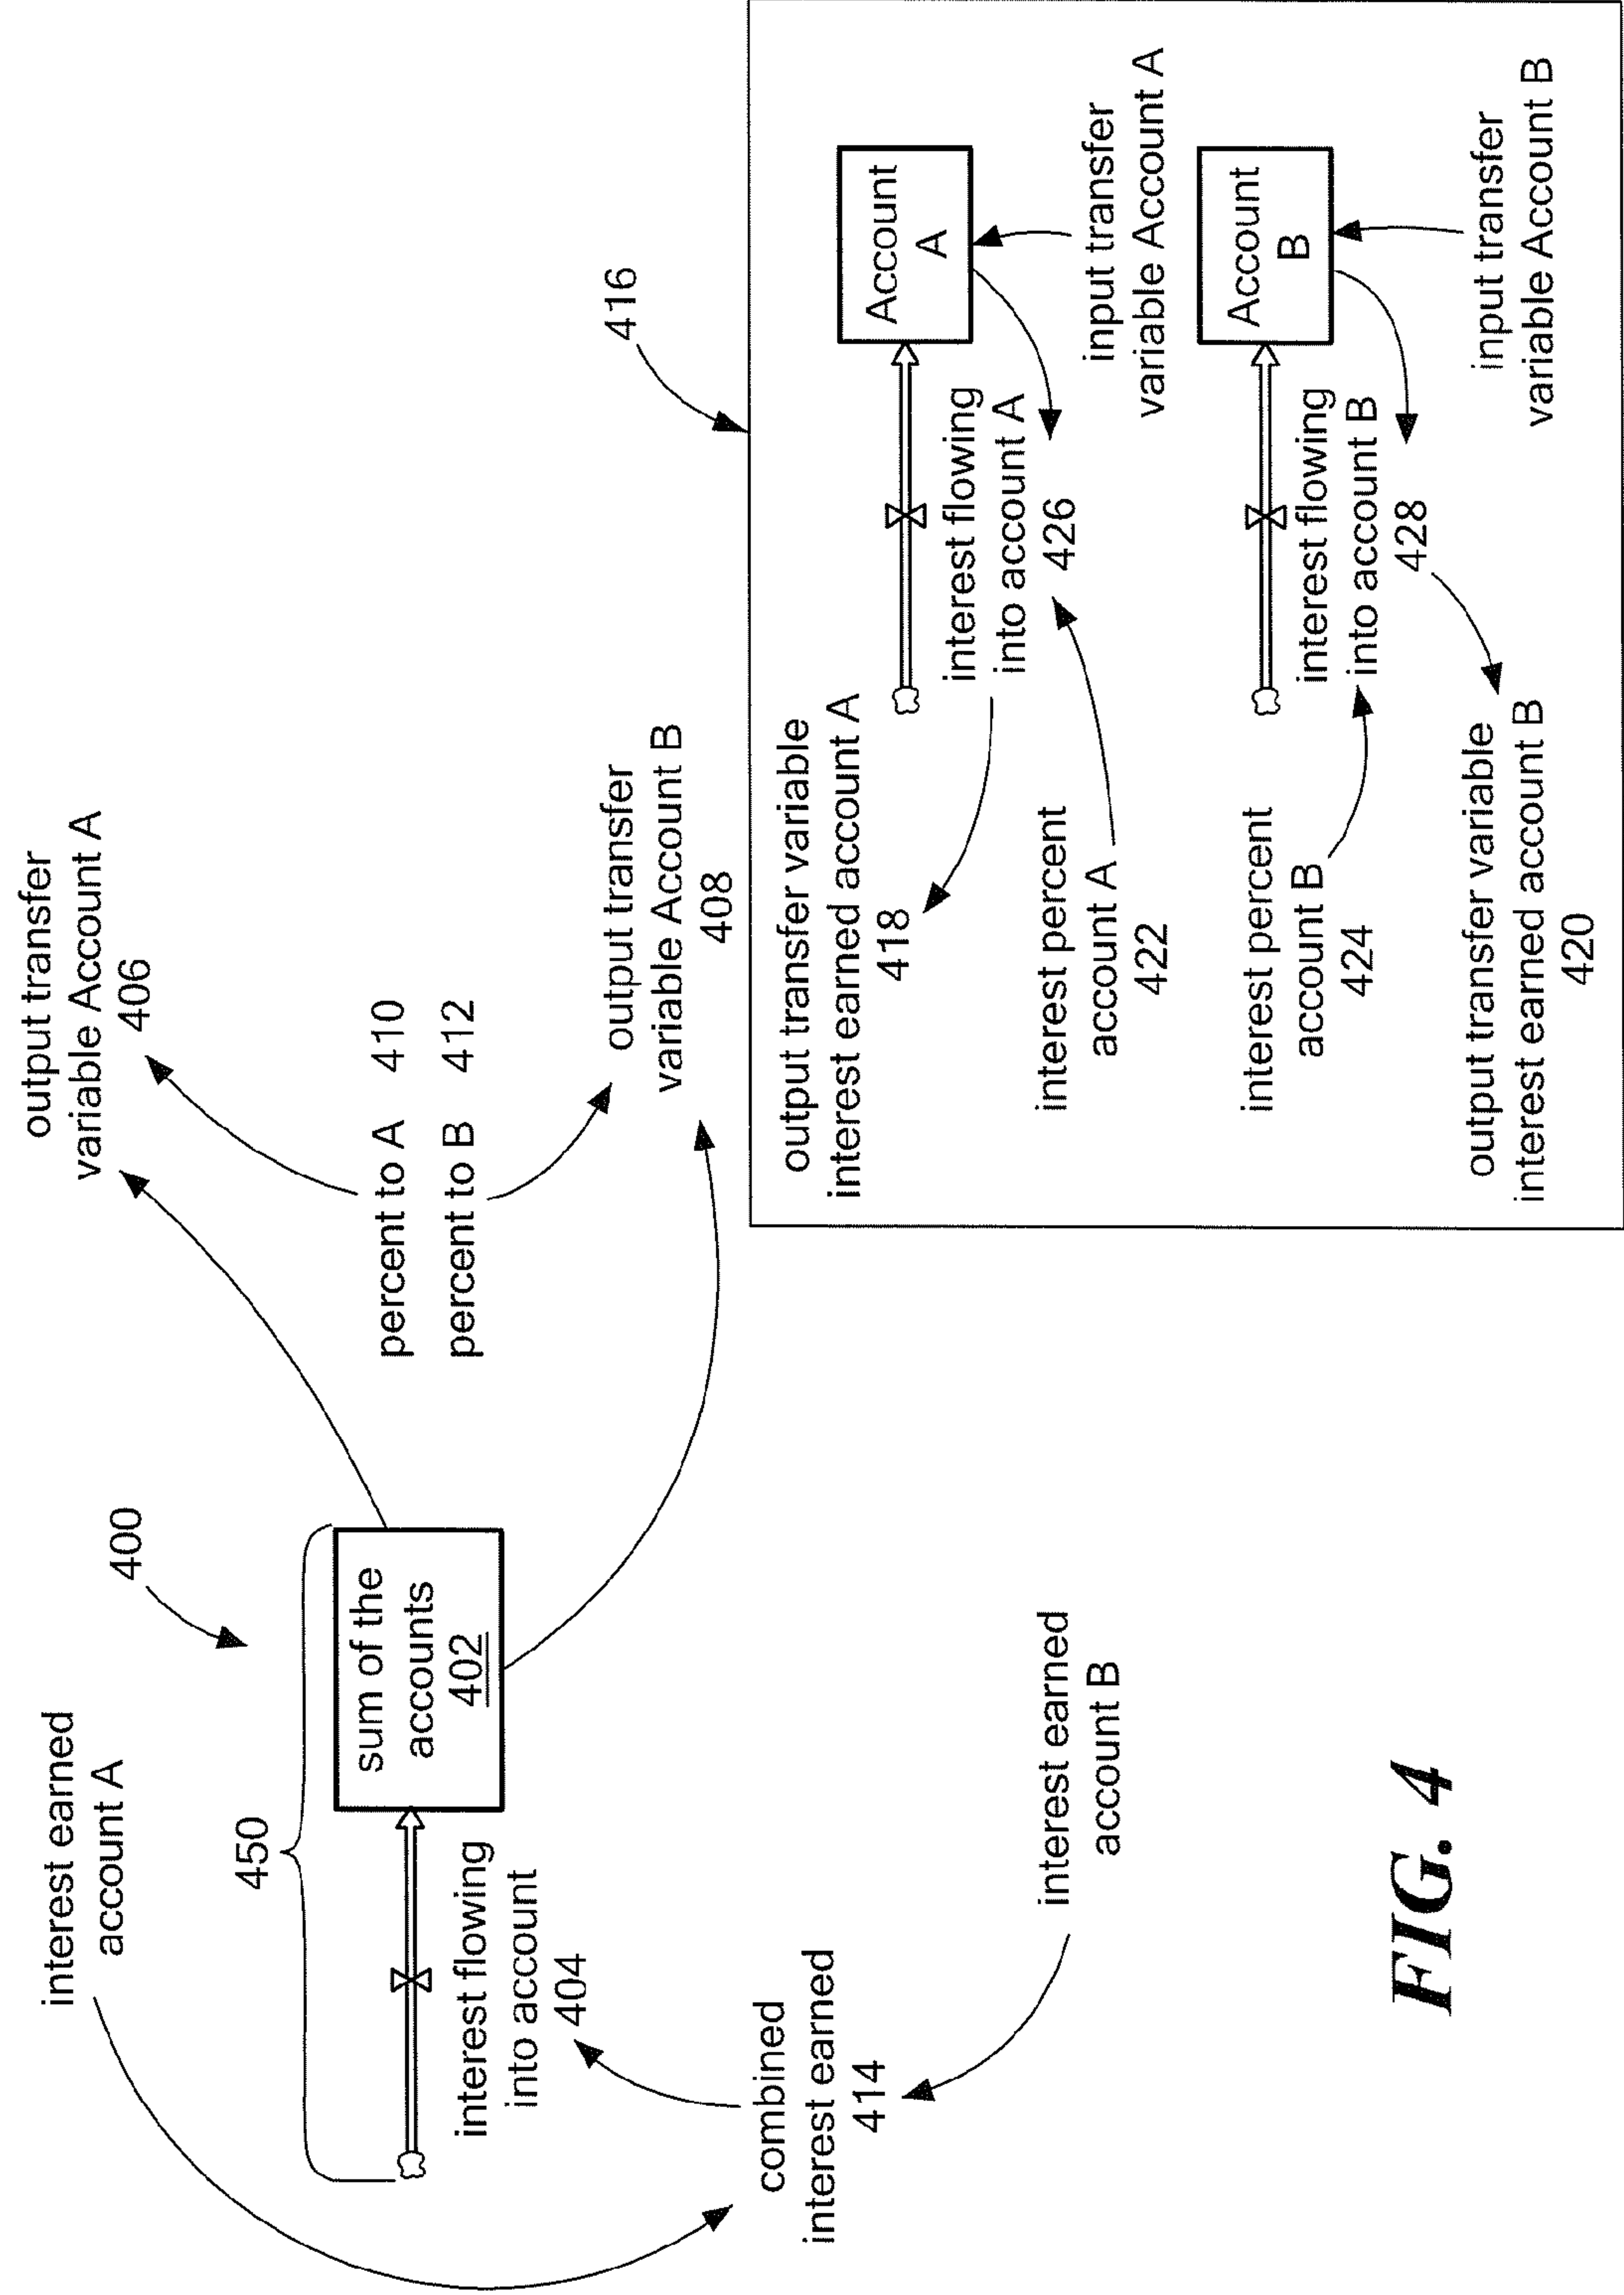 interest earned
account A
400
450
sum of the
accounts
402
interest flowing
into account
404
combined
interest earned
414
interest earned
account B
output transfer
variable Account A
406
percent to A 410
percent to B 412
output transfer
variable Account B
408
416
output transfer variable
interest earned account A
418
Account
A
interest flowing
into account A
426
input transfer
variable Account A
interest percent
account A
422
Account
B
interest flowing
into account B
428
interest percent
account B
424
input transfer
variable Account B
output transfer variable
interest earned account B
420
FIG. 4